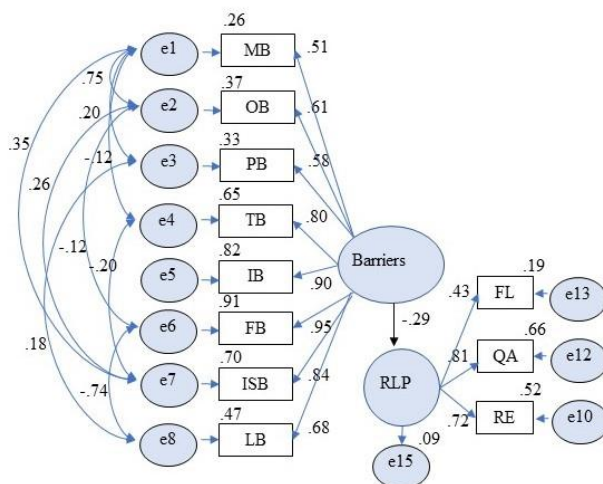 .26
e1
MB
.51
.75
.37
e2
OB
.61
.20
-.12
.33
e3
PB
.58
.35
.65
e4
TB
.80
.26
.82
Barriers
e5
IB
.90
.19
FL
e13
.43
-.12
-.20
.91
e6
FB
.95
-.29
.66
QA
e12
.81
.18
.70
e7
ISB
.84
RLP
.52
RE
e10
.72
-.74
.47
e8
LB
.68
.09
e15